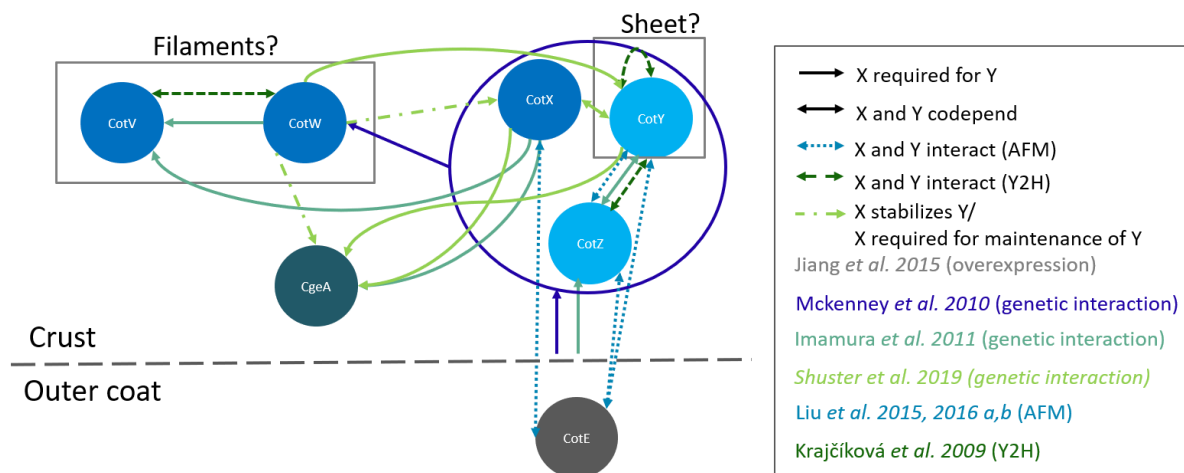 Filaments?
Sheet?
CotV
CotW
CotX
CotY
CotZ
CgeA
Crust
Outer coat
CotE
X required for Y
X and Y codepend
X and Y interact (AFM)
X and Y interact (Y2H)
X stabilizes Y/
X required for maintenance of Y
Jiang et al. 2015 (overexpression)
Mckenney et al. 2010 (genetic interaction)
Imamura et al. 2011 (genetic interaction)
Shuster et al. 2019 (genetic interaction)
Liu et al. 2015, 2016 a,b (AFM)
Krajčíková et al. 2009 (Y2H)